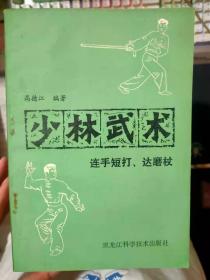 高德江 编著
少林武术
连手短打、达磨杖
黑龙江科学技术出版社